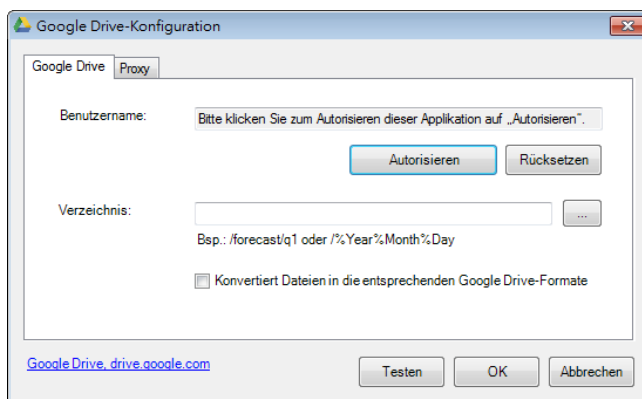 Google Drive-Konfiguration
Google Drive
Proxy
Benutzername:
Bitte klicken Sie zum Autorisieren dieser Applikation auf „Autorisieren“.
Autorisieren
Rücksetzen
Verzeichnis:
...
Bsp.: /forecast/q1 oder /%Year%Month%Day
Konvertiert Dateien in die entsprechenden Google Drive-Formate
Google Drive, drive.google.com
Testen
OK
Abbrechen